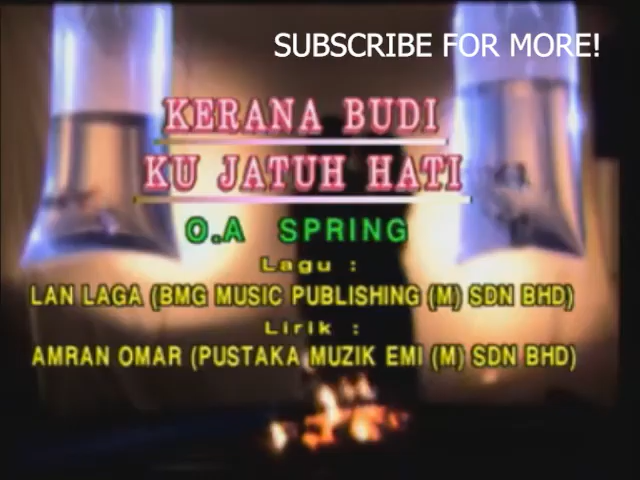 SUBSCRIBE FOR MORE!
KERANA BUDI
KU JATUH HATI
O.A SPRING
Lagu :
LAN LAGA (BMG MUSIC PUBLISHING (M) SDN BHD)
Lirik :
AMRAN OMAR (PUSTAKA MUZIK EMI (M) SDN BHD)